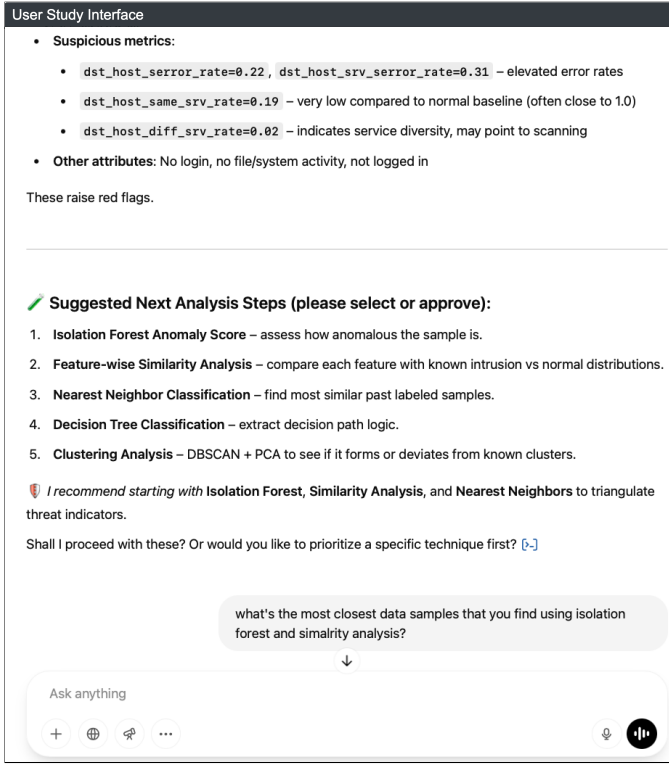 User Study Interface
• Suspicious metrics:
• dst_host_serror_rate=0.22, dst_host_srv_serror_rate=0.31 – elevated error rates
• dst_host_same_srv_rate=0.19 – very low compared to normal baseline (often close to 1.0)
• dst_host_diff_srv_rate=0.02 – indicates service diversity, may point to scanning
• Other attributes: No login, no file/system activity, not logged in
These raise red flags.
Suggested Next Analysis Steps (please select or approve):
1. Isolation Forest Anomaly Score – assess how anomalous the sample is.
2. Feature-wise Similarity Analysis – compare each feature with known intrusion vs normal distributions.
3. Nearest Neighbor Classification – find most similar past labeled samples.
4. Decision Tree Classification – extract decision path logic.
5. Clustering Analysis – DBSCAN + PCA to see if it forms or deviates from known clusters.
I recommend starting with Isolation Forest, Similarity Analysis, and Nearest Neighbors to triangulate
threat indicators.
Shall I proceed with these? Or would you like to prioritize a specific technique first? [>-]
what's the most closest data samples that you find using isolation
forest and simalrity analysis?
Ask anything